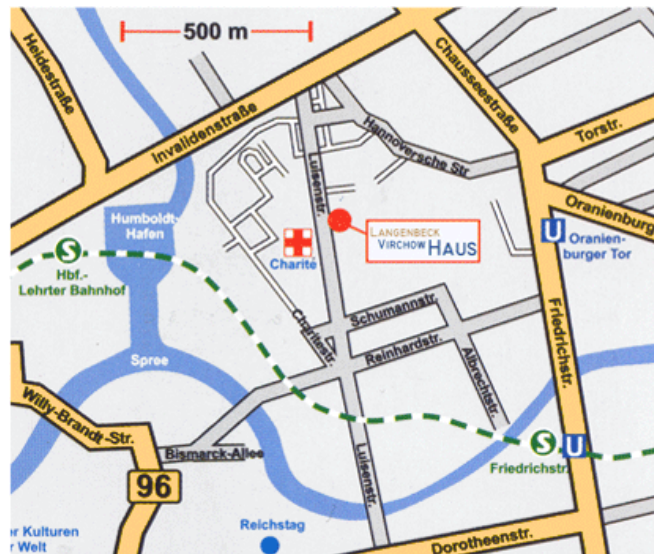 500 m
Heidestraße
Invalidenstraße
Chausseestraße
Hannoversche Str
Torstr.
Oranienburg
Luisenstr.
Humboldt-
Hafen
LANGENBECK
VIRCHOW HAUS
U
Oranien-
burger Tor
S
Hbf.-
Lehrter Bahnhof
Charité
Schumannstr.
Charitéstr.
Reinhardstr.
Albrechtstr.
Friedrichstr.
Spree
Willy-Brandt-Str.
Bismarck-Allee
Luisenstr.
S
U
Friedrichstr.
96
er Kulturen
r Welt
Reichstag
Dorotheenstr.